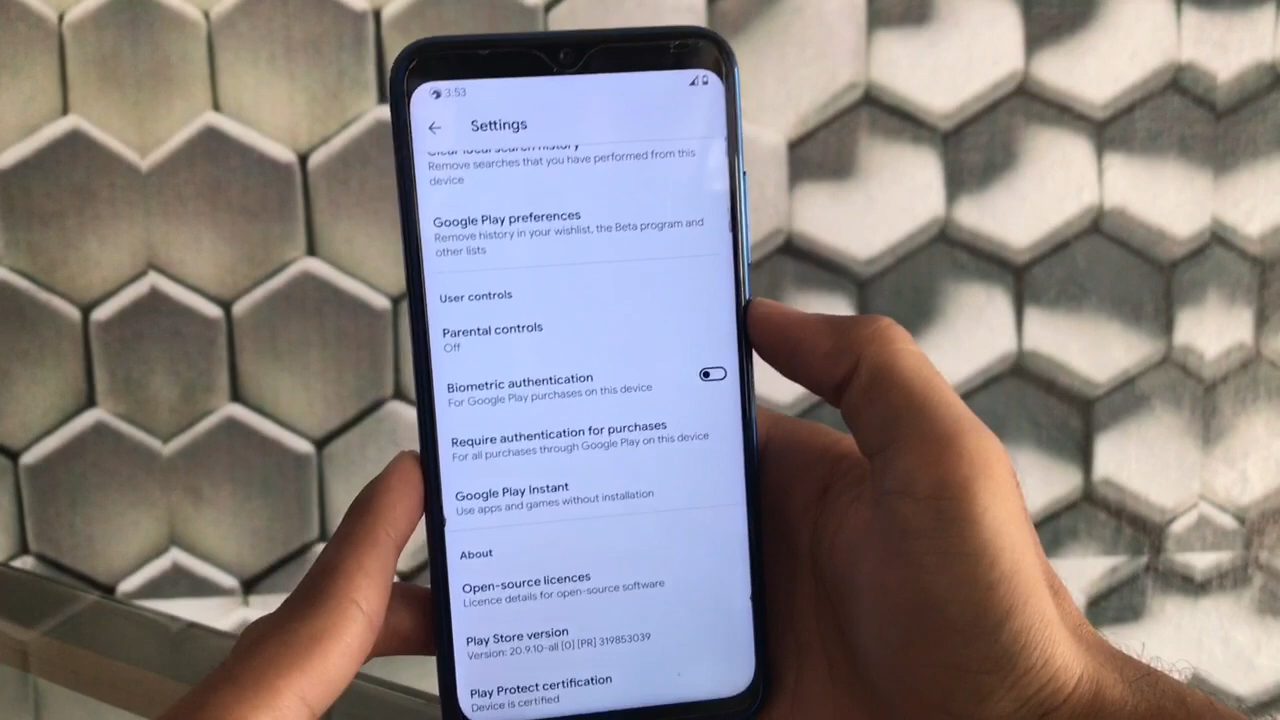 3:53
Settings
Clear local search history
Remove searches that you have performed from this
device
Google Play preferences
Remove history in your wishlist, the Beta program and
other lists
User controls
Parental controls
Off
Biometric authentication
For Google Play purchases on this device
Require authentication for purchases
For all purchases through Google Play on this device
Google Play Instant
Use apps and games without installation
About
Open-source licences
Licence details for open-source software
Play Store version
Version: 20.9.10-all [0] [PR] 319853039
Play Protect certification
Device is certified